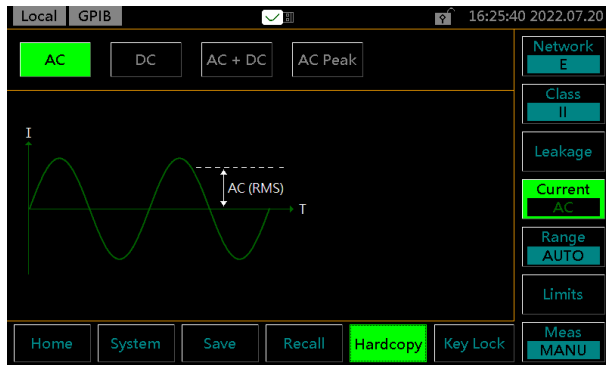 Local GPIB 16:25:40 2022.07.20
AC DC AC + DC AC Peak
Network
E
Class
II
Leakage
Current
AC
Range
AUTO
Limits
Meas
MANU
I
AC (RMS)
T
Home System Save Recall Hardcopy Key Lock